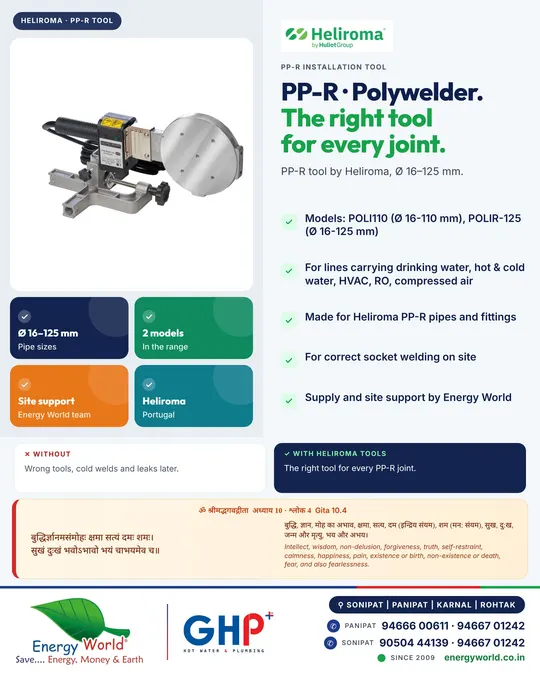 HELIROMA · PP-R TOOL
Heliroma
by HulietGroup
PP-R INSTALLATION TOOL
PP-R · Polywelder.
The right tool
for every joint.
PP-R tool by Heliroma, Ø 16–125 mm.
Models: POLI110 (Ø 16-110 mm), POLIR-125
(Ø 16-125 mm)
For lines carrying drinking water, hot & cold
water, HVAC, RO, compressed air
Made for Heliroma PP-R pipes and fittings
For correct socket welding on site
Supply and site support by Energy World
Ø 16–125 mm
Pipe sizes
2 models
In the range
Site support
Energy World team
Heliroma
Portugal
× WITHOUT
Wrong tools, cold welds and leaks later.
✓ WITH HELIROMA TOOLS
The right tool for every PP-R joint.
ॐ श्रीमद्भगवद्गीता अध्याय 10 · श्लोक 4 Gita 10.4
बुद्धिर्ज्ञानमसंमोहः क्षमा सत्यं दमः शमः।
सुखं दुःखं भवोऽभावो भयं चाभयमेव च॥
बुद्धि, ज्ञान, मोह का अभाव, क्षमा, सत्य, दम (इन्द्रिय संयम), शम (मन: संयम), सुख, दु:ख,
जन्म और मृत्यु, भय और अभय।
Intellect, wisdom, non-delusion, forgiveness, truth, self-restraint,
calmness, happiness, pain, existence or birth, non-existence or death,
fear, and also fearlessness.
Energy World
Save.... Energy, Money & Earth
GHP+
HOT WATER & PLUMBING
SONIPAT | PANIPAT | KARNAL | ROHTAK
PANIPAT 94666 00611 · 94667 01242
SONIPAT 90504 44139 · 94667 01242
SINCE 2009 energyworld.co.in